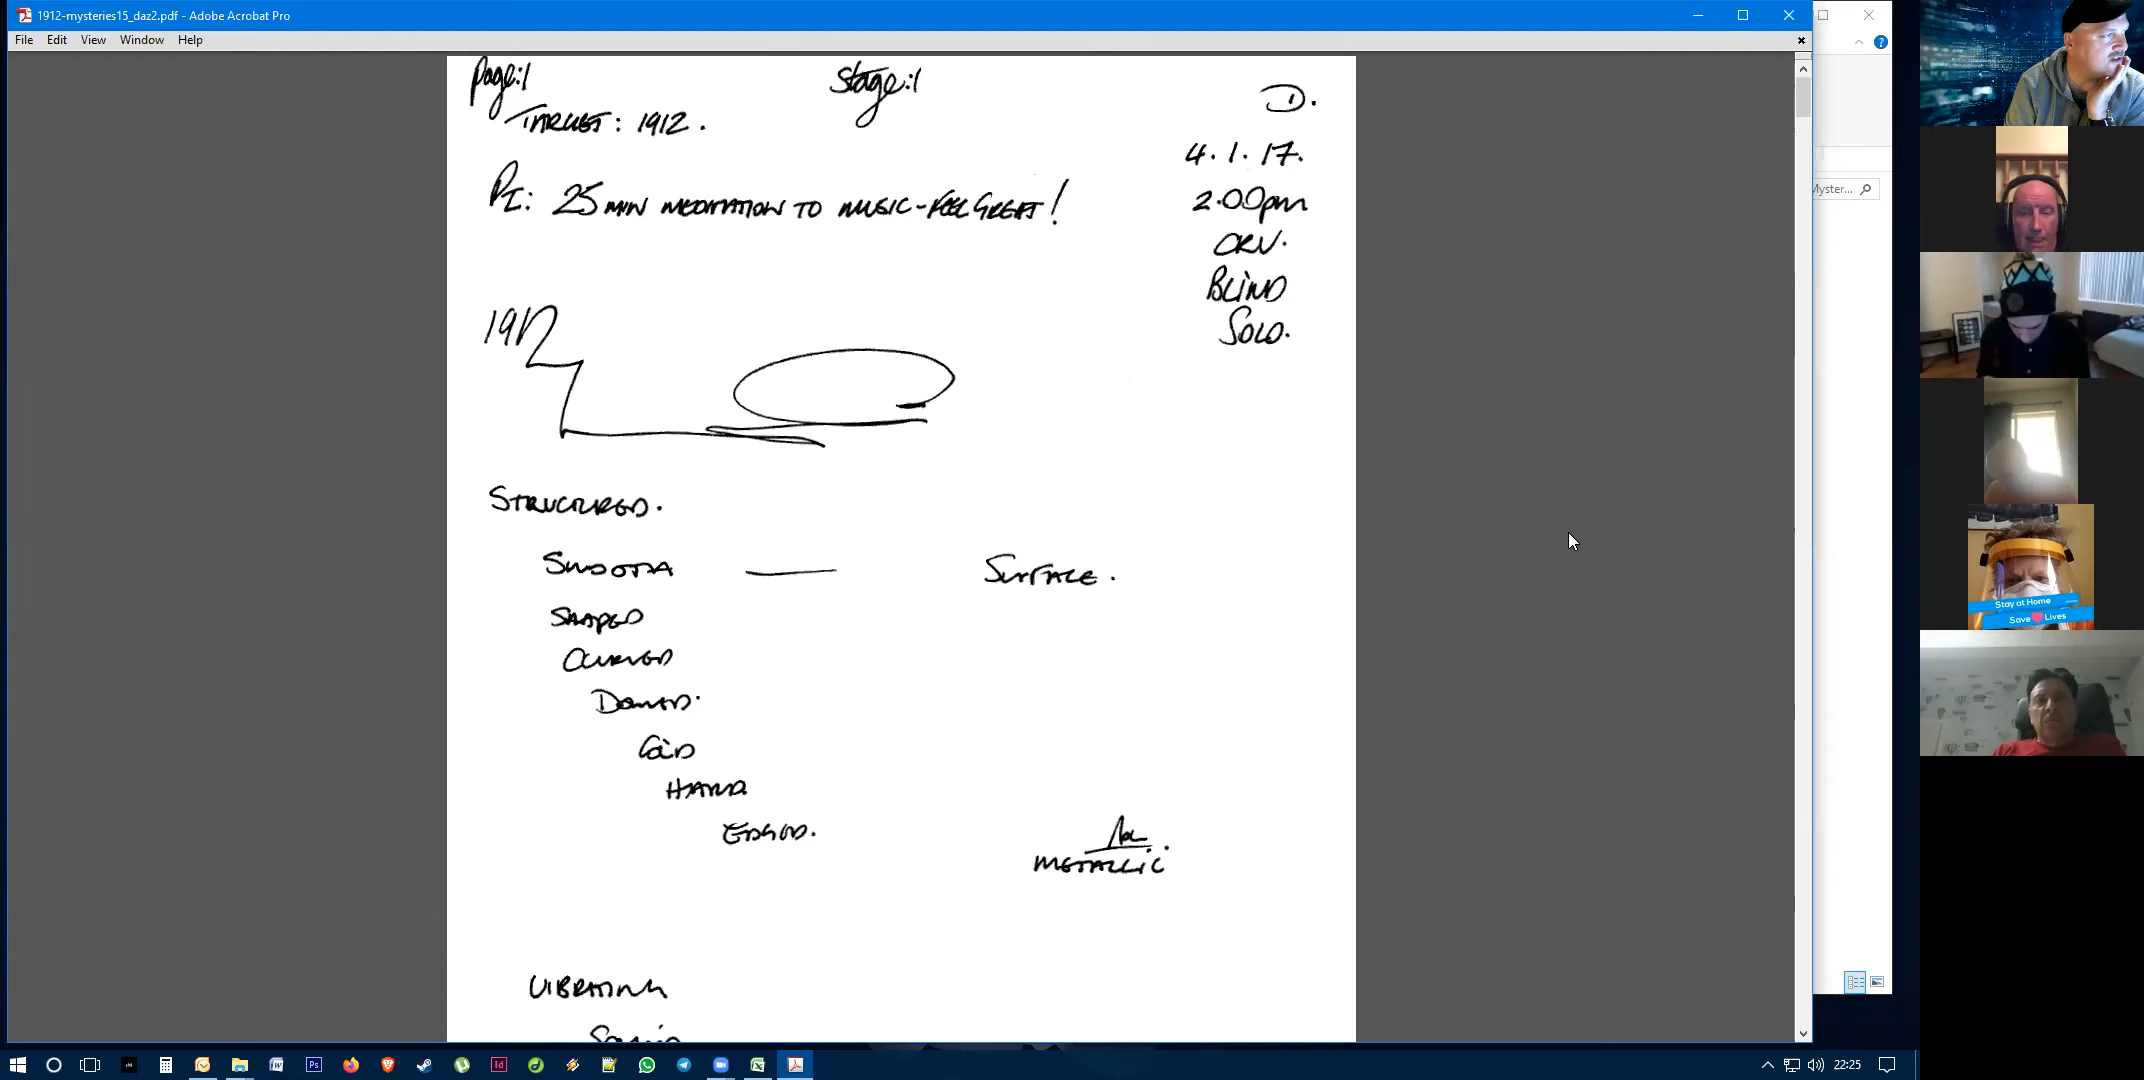 1912-mysteries15_daz2.pdf - Adobe Acrobat Pro
File Edit View Window Help
Page:1
Stage:1
D.
TARGET: 1912.
4.1.17.
PI: 25 MIN MEDITATION TO MUSIC - FEEL GREAT!
2.00pm
CRV.
BLIND
SOLO.
1912
STRUCTURED.
SMOOTH — SURFACE.
SHAPED
CURVED
DOMED.
HARD
EDGED.
METALLIC
VIBRATING
Myster...
Stay at Home
Save Lives
22:25